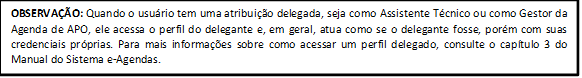 OBSERVAÇÃO: Quando o usuário tem uma atribuição delegada, seja como Assistente Técnico ou como Gestor da
Agenda de APO, ele acessa o perfil do delegante e, em geral, atua como se o delegante fosse, porém com suas
credenciais próprias. Para mais informações sobre como acessar um perfil delegado, consulte o capítulo 3 do
Manual do Sistema e-Agendas.